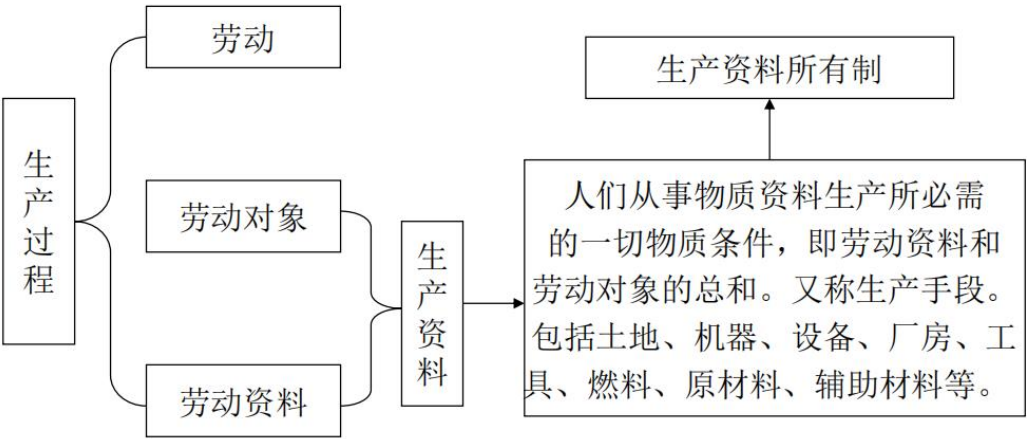 生产过程
劳动
劳动对象
劳动资料
生产资料
生产资料所有制
人们从事物质资料生产所必需
的一切物质条件，即劳动资料和
劳动对象的总和。又称生产手段。
包括土地、机器、设备、厂房、工
具、燃料、原材料、辅助材料等。